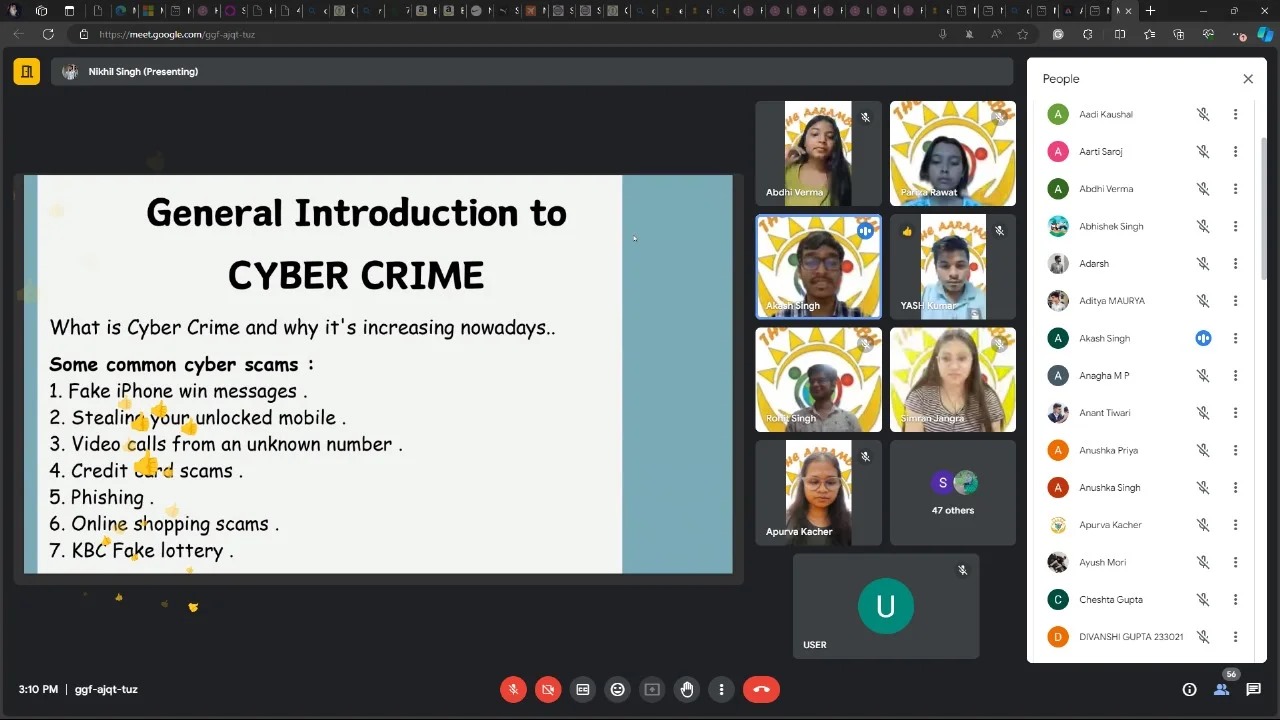 https://meet.google.com/ggf-ajqt-tuz
Nikhil Singh (Presenting)
General Introduction to
CYBER CRIME
What is Cyber Crime and why it's increasing nowadays..
Some common cyber scams :
1. Fake iPhone win messages .
2. Stealing your unlocked mobile .
3. Video calls from an unknown number .
4. Credit card scams .
5. Phishing .
6. Online shopping scams .
7. KBC Fake lottery .
Abdhi Verma
Akash Singh
YASH Kumar
Rohit Singh
Simran Jangra
Apurva Kacher
S
47 others
U
USER
People
A Aadi Kaushal
A Aarti Saroj
A Abdhi Verma
Abhishek Singh
Adarsh
Aditya MAURYA
A Akash Singh
A Anagha M P
Anant Tiwari
A Anushka Priya
A Anushka Singh
Apurva Kacher
Ayush Mori
C Cheshta Gupta
D DIVANSHI GUPTA 233021
3:10 PM | ggf-ajqt-tuz
56